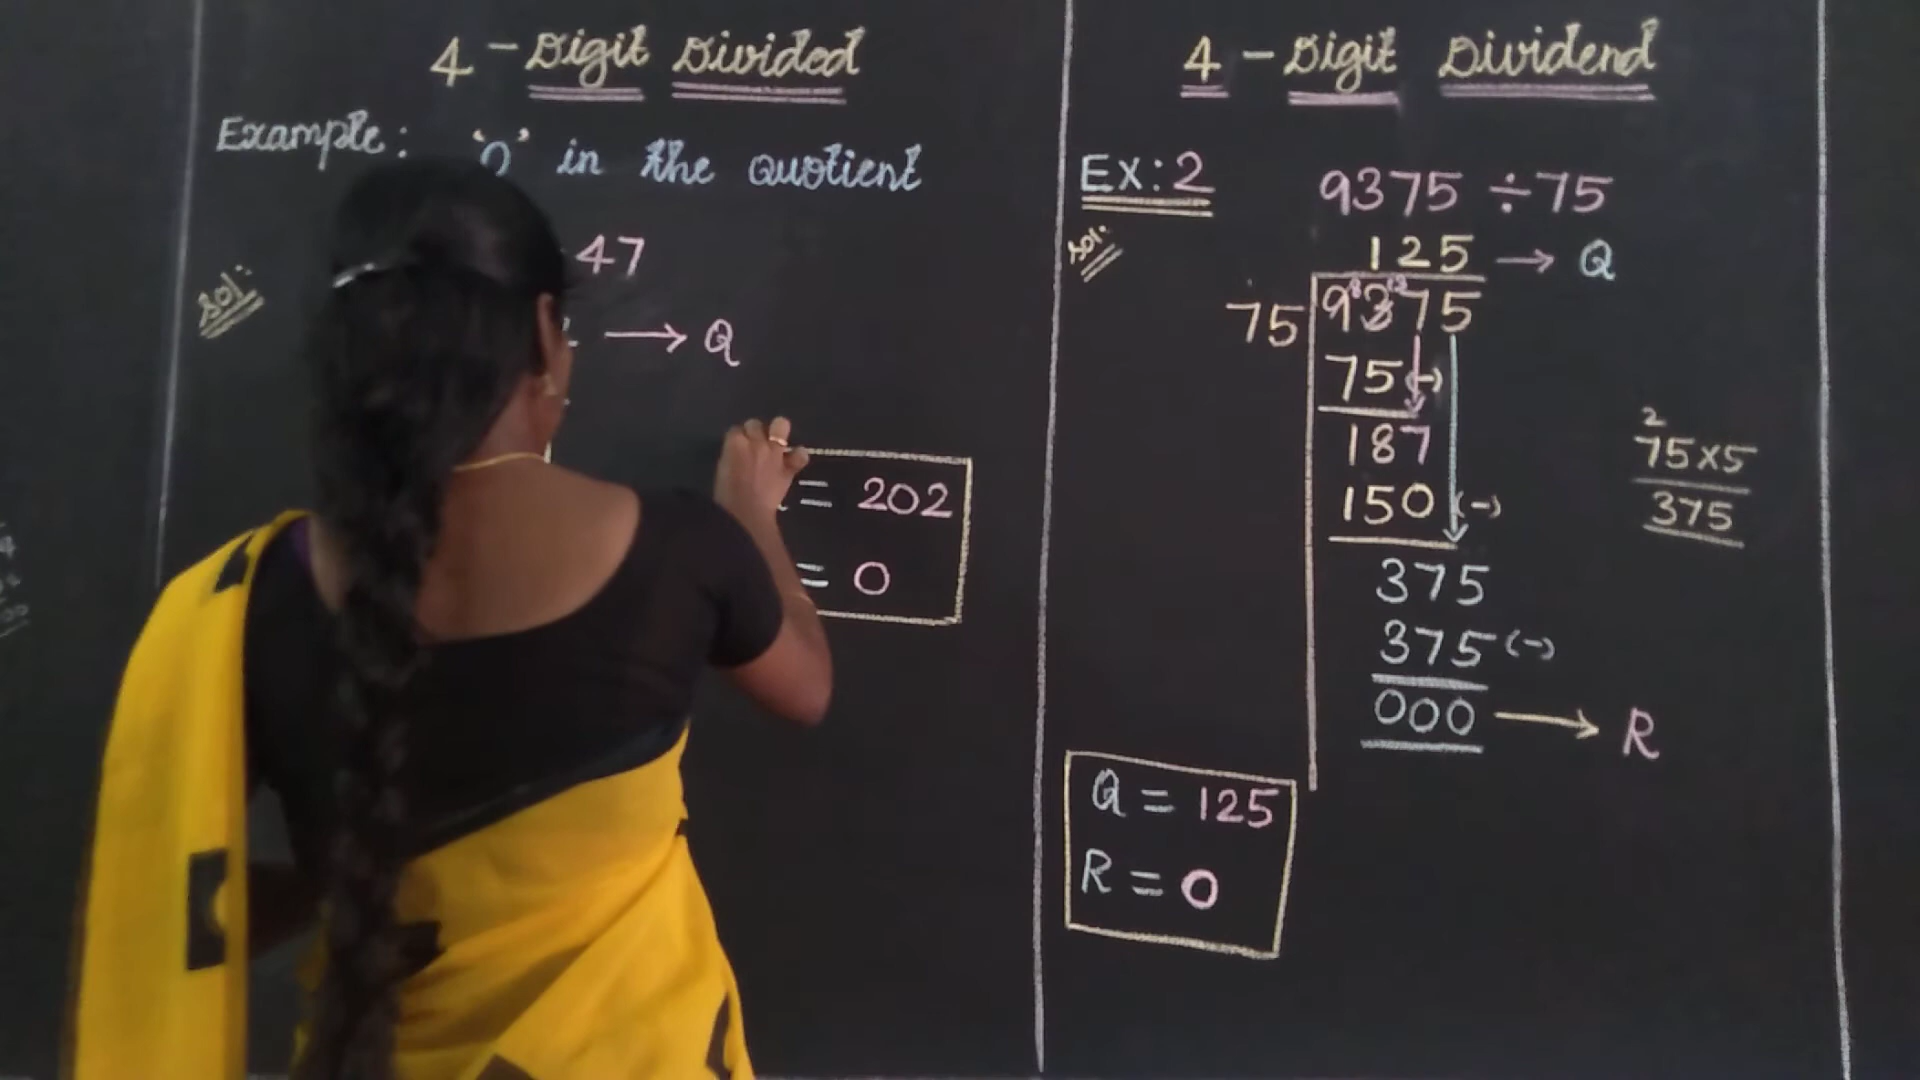 4 - Digit Divided
Example: '0' in the Quotient
47
Sol:
→ Q
= 202
= 0
4 - Digit Dividend
Ex: 2 9375 ÷ 75
Sol:
125 → Q
75 9375
75 (-)
187
150 (-)
375
375 (-)
000 → R
2
75×5
375
Q = 125
R = 0